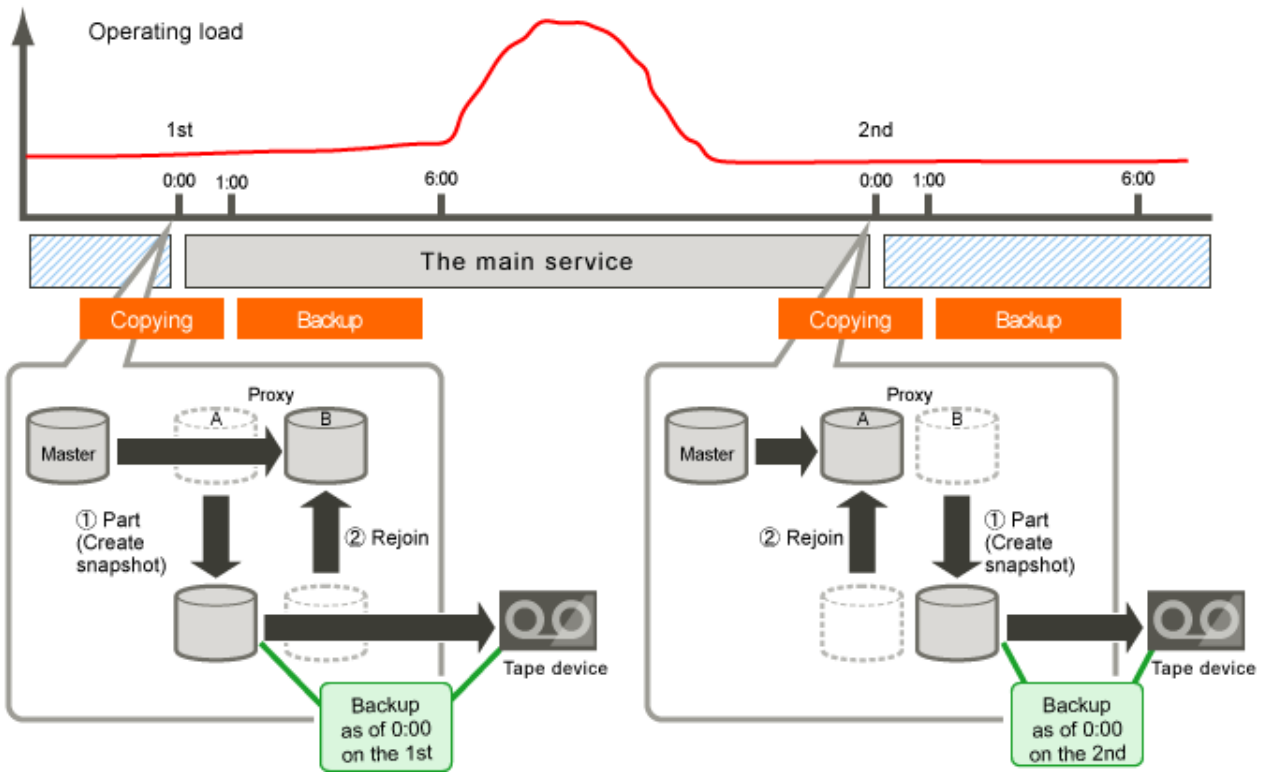 Operating load
1st
2nd
0:00
1:00
6:00
0:00
1:00
6:00
The main service
Copying
Backup
Copying
Backup
Proxy
A
B
Master
① Part
(Create
snapshot)
② Rejoin
Tape device
Backup
as of 0:00
on the 1st
Proxy
A
B
Master
② Rejoin
① Part
(Create
snapshot)
Tape device
Backup
as of 0:00
on the 2nd